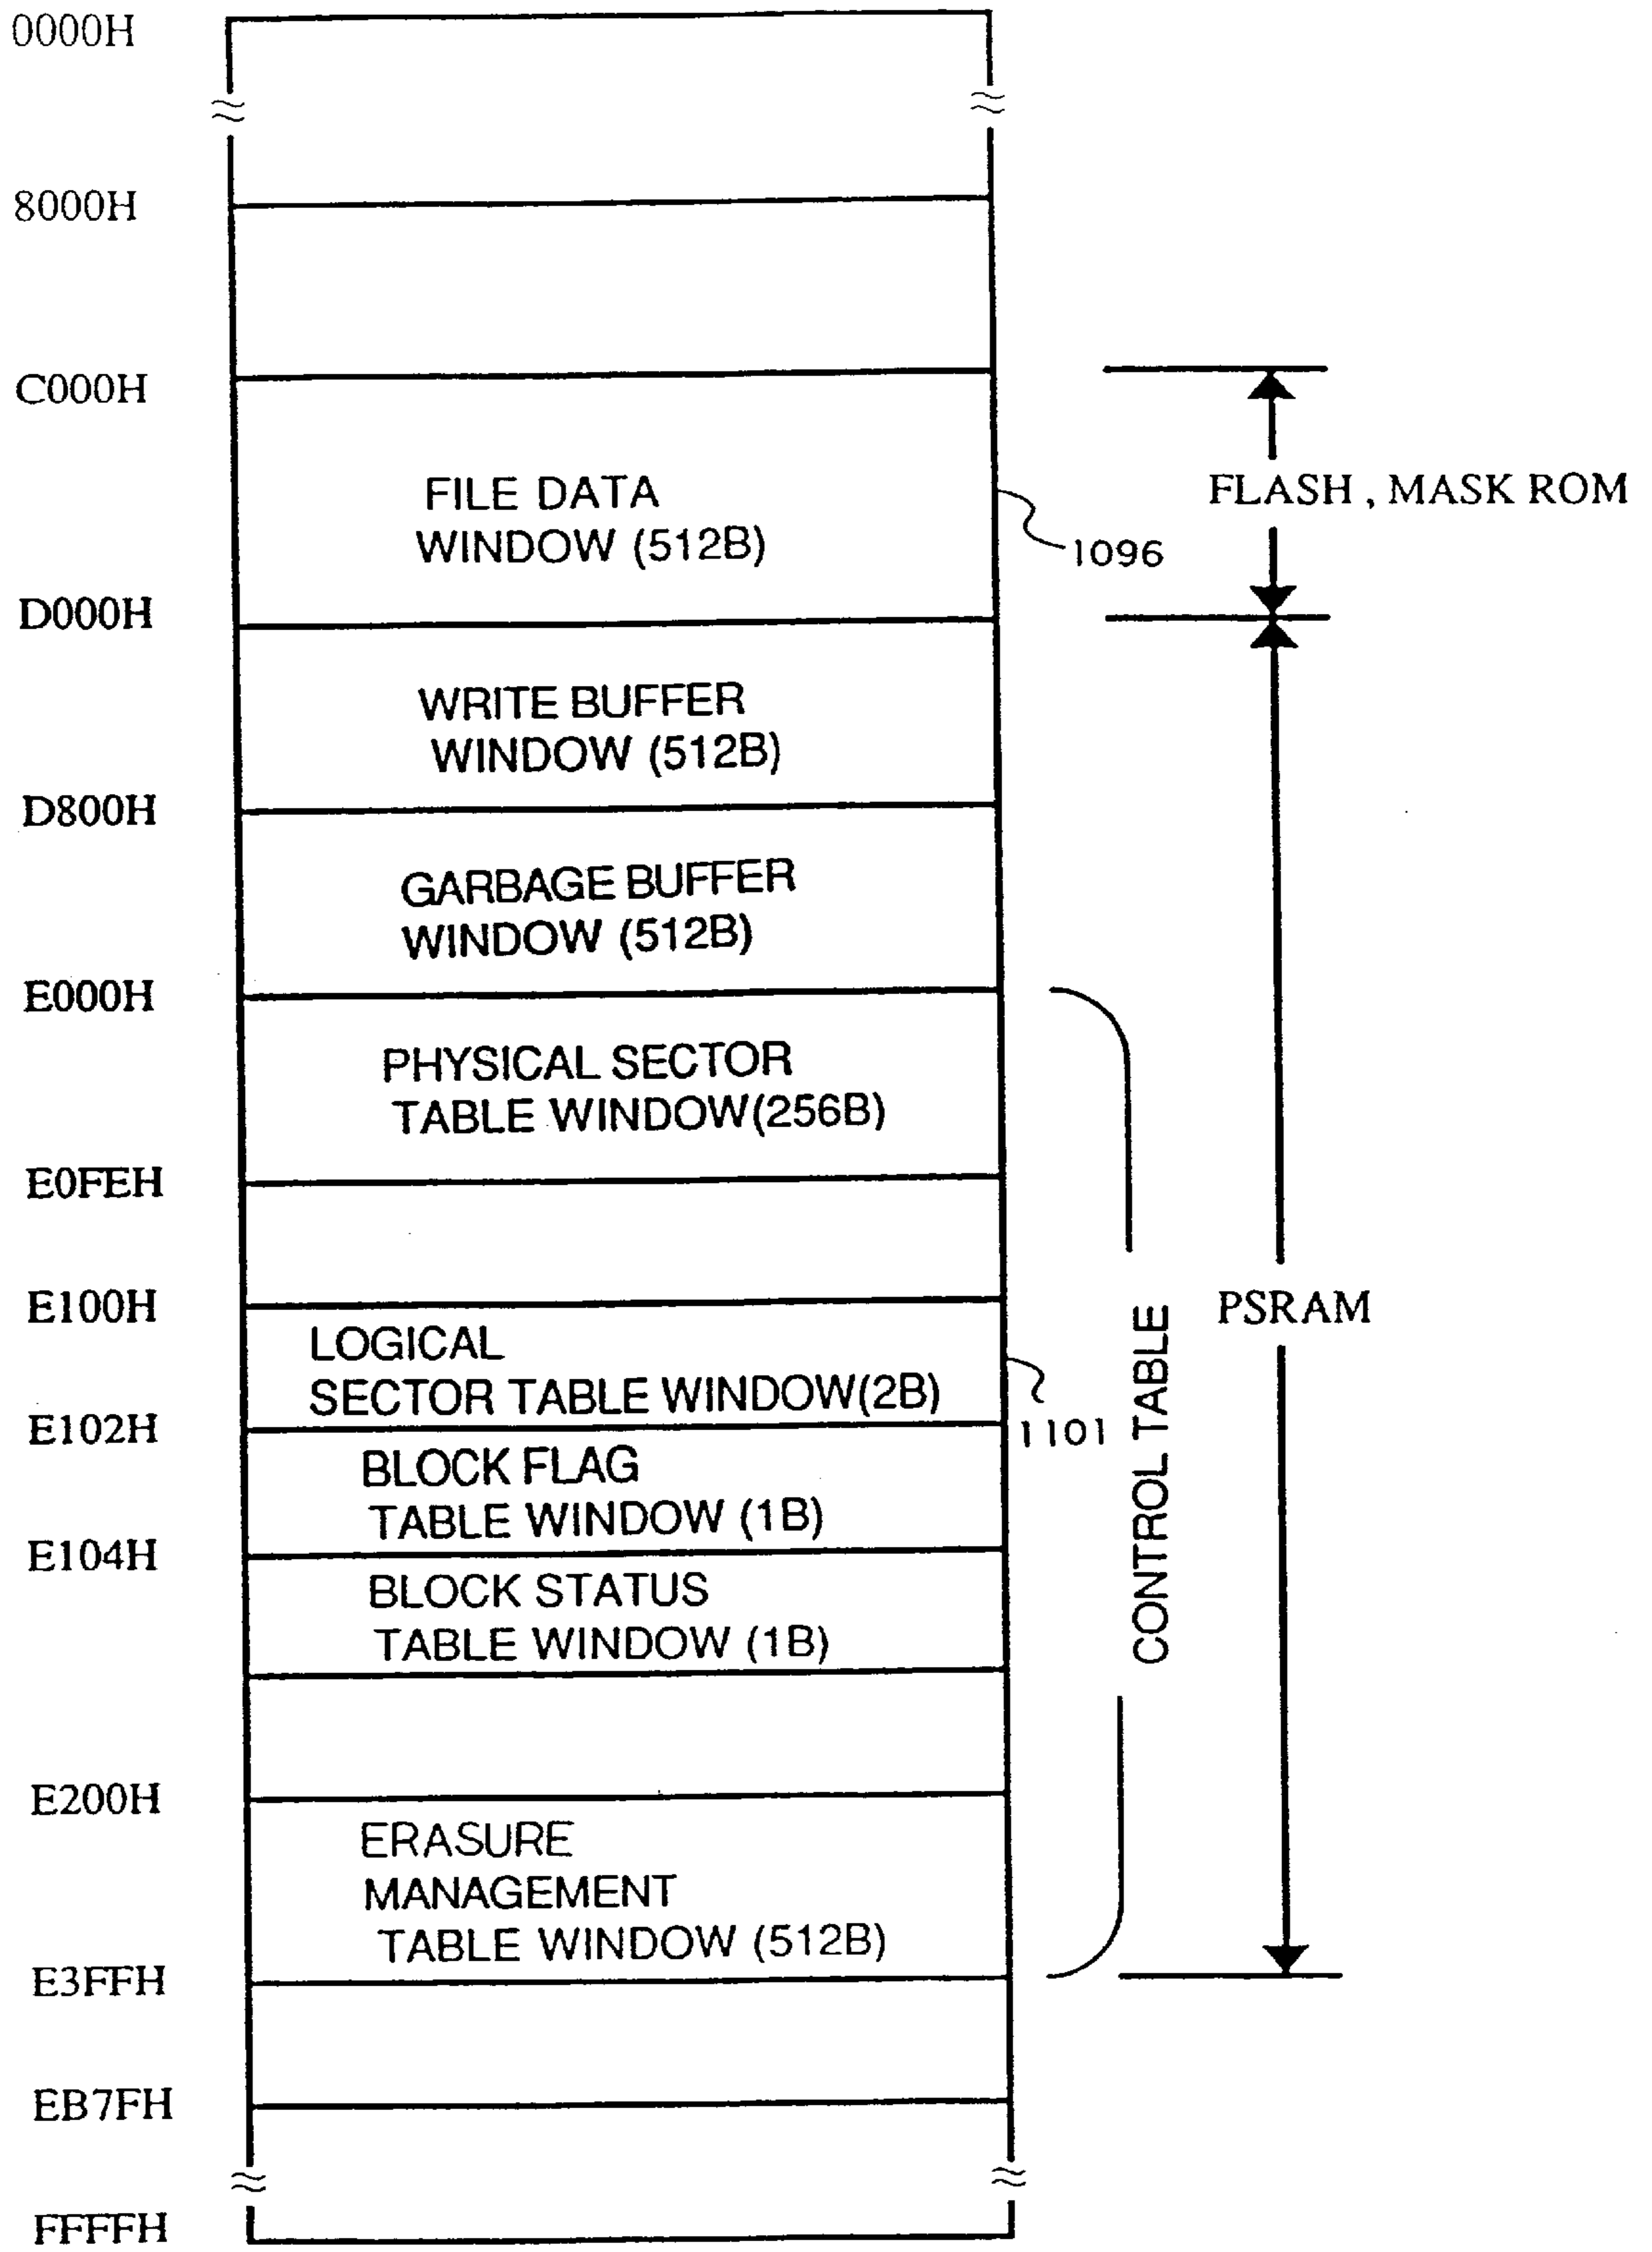 0000H
8000H
C000H
FILE DATA
WINDOW (512B)
1096
FLASH , MASK ROM
D000H
WRITE BUFFER
WINDOW (512B)
D800H
GARBAGE BUFFER
WINDOW (512B)
E000H
PHYSICAL SECTOR
TABLE WINDOW(256B)
E0FEH
E100H
PSRAM
LOGICAL
SECTOR TABLE WINDOW(2B)
1101
CONTROL TABLE
E102H
BLOCK FLAG
TABLE WINDOW (1B)
E104H
BLOCK STATUS
TABLE WINDOW (1B)
E200H
ERASURE
MANAGEMENT
TABLE WINDOW (512B)
E3FFH
EB7FH
FFFFH